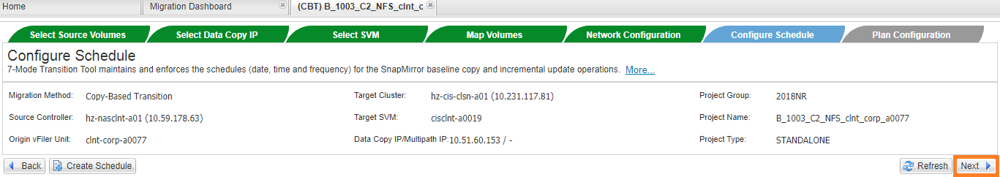 Home Migration Dashboard (CBT) B_1003_C2_NFS_clnt_c
Select Source Volumes Select Data Copy IP Select SVM Map Volumes Network Configuration Configure Schedule Plan Configuration
Configure Schedule
7-Mode Transition Tool maintains and enforces the schedules (date, time and frequency) for the SnapMirror baseline copy and incremental update operations. More...
Migration Method: Copy-Based Transition Target Cluster: hz-cis-clsn-a01 (10.231.117.81) Project Group: 2018NR
Source Controller: hz-nasclnt-a01 (10.59.178.63) Target SVM: cisclnt-a0019 Project Name: B_1003_C2_NFS_clnt_corp_a0077
Origin vFiler Unit: clnt-corp-a0077 Data Copy IP/Multipath IP: 10.51.60.153 / - Project Type: STANDALONE
Back Create Schedule Refresh Next